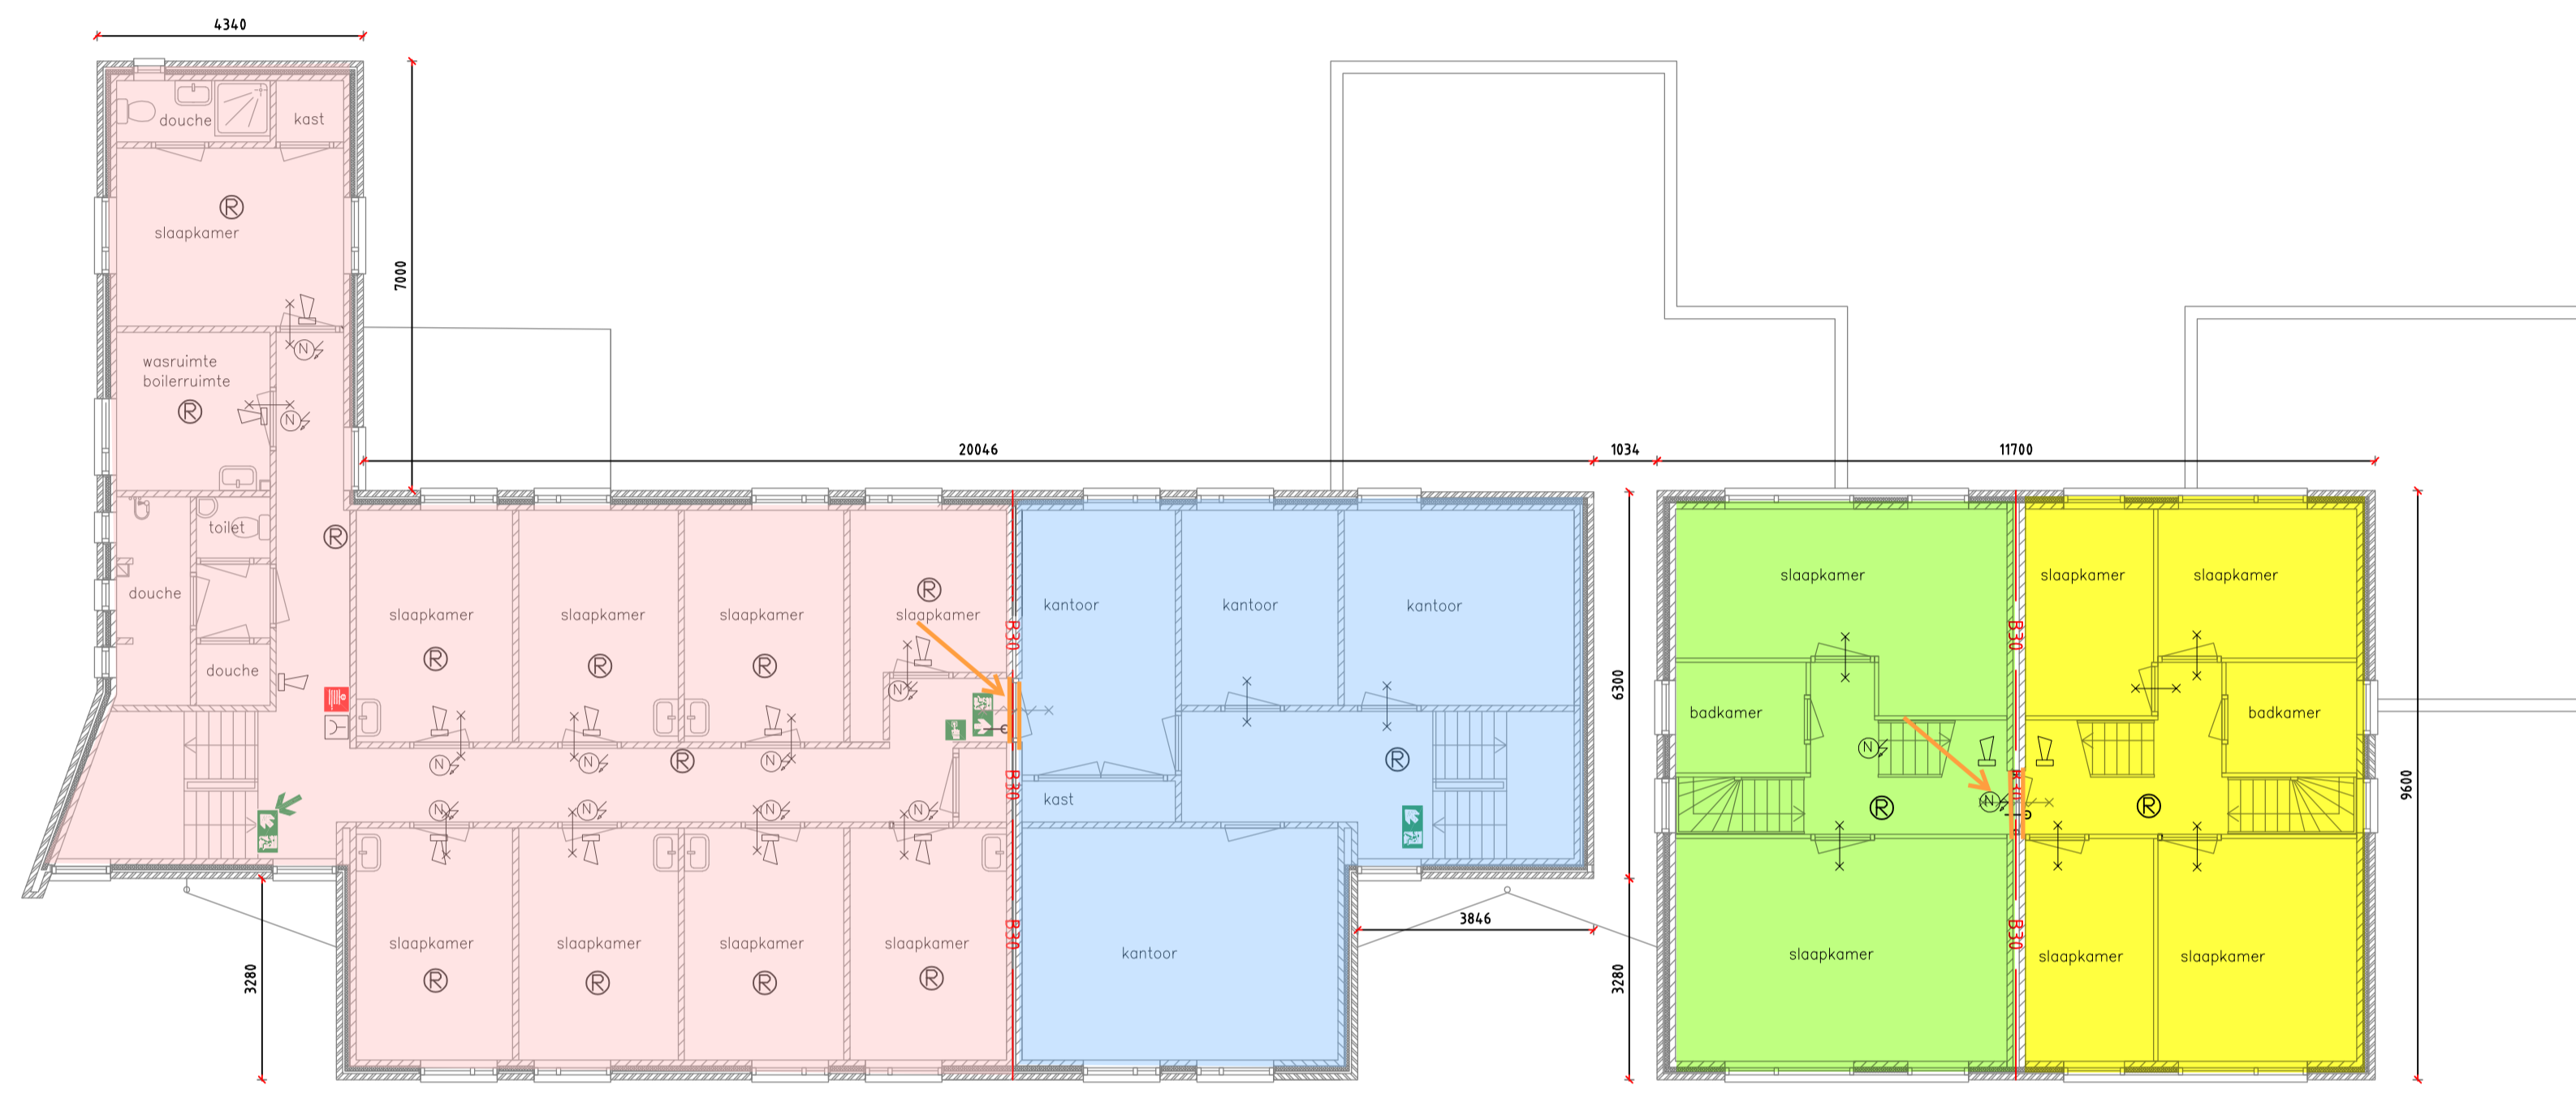 4340
douche
kast
R
slaapkamer
7000
N
wasruimte
boilerruimte
R
N
20046
1034
11700
toilet
R
douche
douche
slaapkamer
slaapkamer
slaapkamer
R
slaapkamer
R
R
R
N
B30
kantoor
kantoor
kantoor
6300
slaapkamer
B30
slaapkamer
slaapkamer
badkamer
badkamer
N
N
N
R
N
B30
kast
R
N
R
N
R
9600
N
N
N
N
slaapkamer
slaapkamer
slaapkamer
slaapkamer
R
R
R
R
B30
kantoor
3280
3846
3280
slaapkamer
B30
slaapkamer
slaapkamer